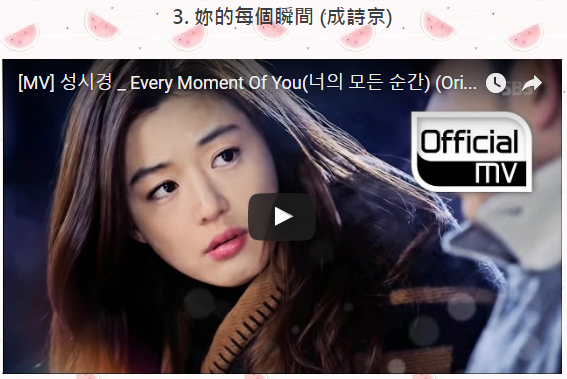 3. 妳的每個瞬間 (成詩京)
[MV] 성시경 _ Every Moment Of You(너의 모든 순간) (Ori...
SBS
Official
MV